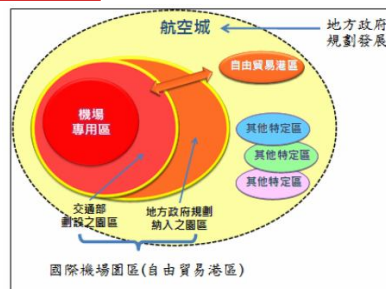 航空城
地方政府
規劃發展
自由貿易港區
機場
專用區
其他特定區
其他特定區
其他特定區
交通部
劃設之園區
地方政府規劃
納入之園區
國際機場園區(自由貿易港區)